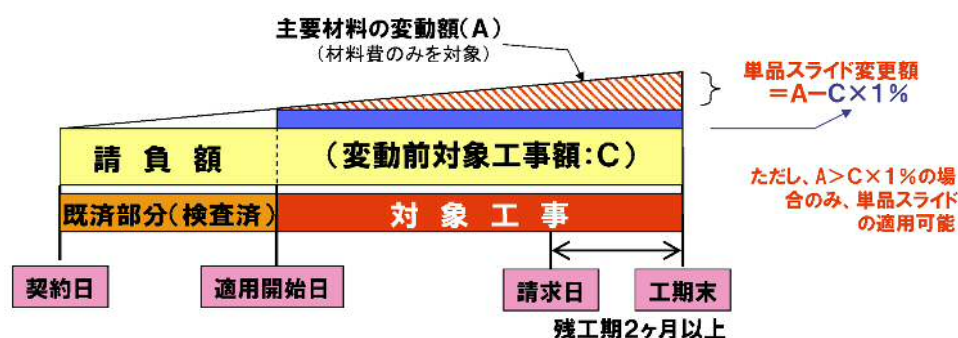 主要材料の変動額(A)
(材料費のみを対象)
単品スライド変更額
=A-C×1%
請負額
(変動前対象工事額:C)
ただし、A>C×1%の場
合のみ、単品スライド
の適用可能
既済部分(検査済)
対象工事
契約日
適用開始日
請求日
工期末
残工期2ヶ月以上